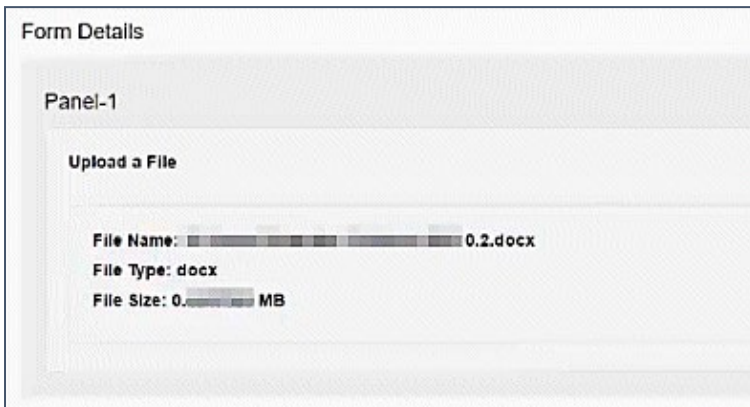 Form Details
Panel-1
Upload a File
File Name: 0.2.docx
File Type: docx
File Size: 0. MB